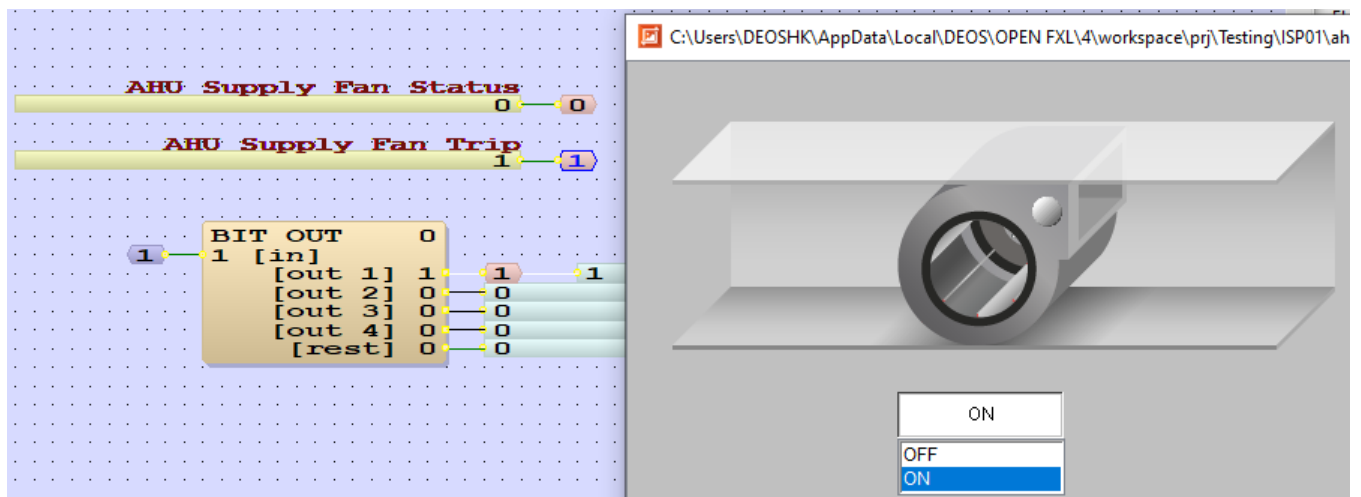 C:\Users\DEOSHK\AppData\Local\DEOS\OPEN FXL\4\workspace\prj\Testing\ISP01\ah
AHU Supply Fan Status
0 0
AHU Supply Fan Trip
1 1
BIT OUT 0
1 1 [in]
[out 1] 1 1 1
[out 2] 0 0
[out 3] 0 0
[out 4] 0 0
[rest] 0 0
ON
OFF
ON